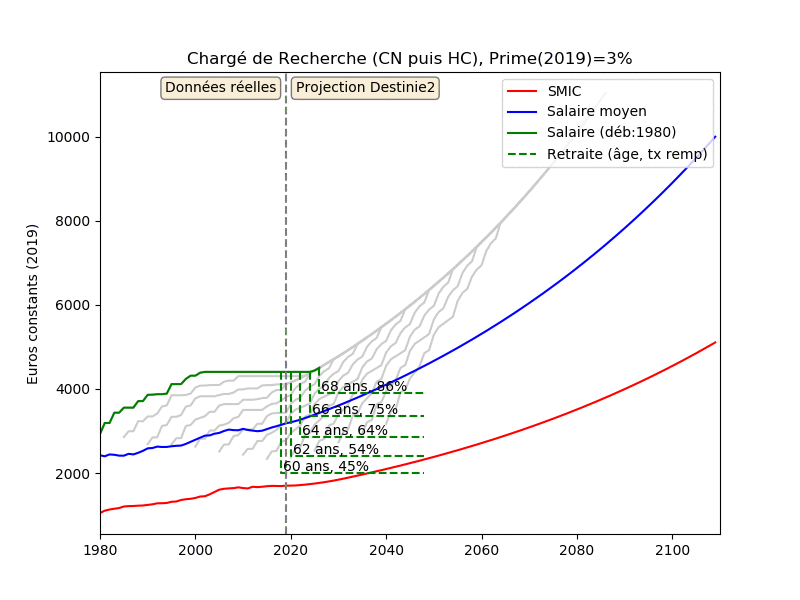 Chargé de Recherche (CN puis HC), Prime(2019)=3%
Données réelles
Projection Destinie2
SMIC
Salaire moyen
Salaire (déb:1980)
Retraite (âge, tx remp)
Euros constants (2019)
10000
8000
6000
4000
2000
68 ans, 86%
66 ans, 75%
64 ans, 64%
62 ans, 54%
60 ans, 45%
1980
2000
2020
2040
2060
2080
2100